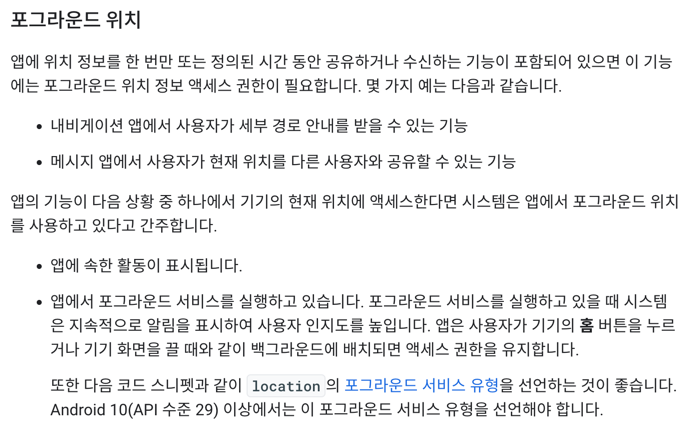 포그라운드 위치
앱에 위치 정보를 한 번만 또는 정의된 시간 동안 공유하거나 수신하는 기능이 포함되어 있으면 이 기능
에는 포그라운드 위치 정보 액세스 권한이 필요합니다. 몇 가지 예는 다음과 같습니다.
• 내비게이션 앱에서 사용자가 세부 경로 안내를 받을 수 있는 기능
• 메시지 앱에서 사용자가 현재 위치를 다른 사용자와 공유할 수 있는 기능
앱의 기능이 다음 상황 중 하나에서 기기의 현재 위치에 액세스한다면 시스템은 앱에서 포그라운드 위치
를 사용하고 있다고 간주합니다.
• 앱에 속한 활동이 표시됩니다.
• 앱에서 포그라운드 서비스를 실행하고 있습니다. 포그라운드 서비스를 실행하고 있을 때 시스템
은 지속적으로 알림을 표시하여 사용자 인지도를 높입니다. 앱은 사용자가 기기의 홈 버튼을 누르
거나 기기 화면을 끌 때와 같이 백그라운드에 배치되면 액세스 권한을 유지합니다.
또한 다음 코드 스니펫과 같이 location 의 포그라운드 서비스 유형을 선언하는 것이 좋습니다.
Android 10(API 수준 29) 이상에서는 이 포그라운드 서비스 유형을 선언해야 합니다.